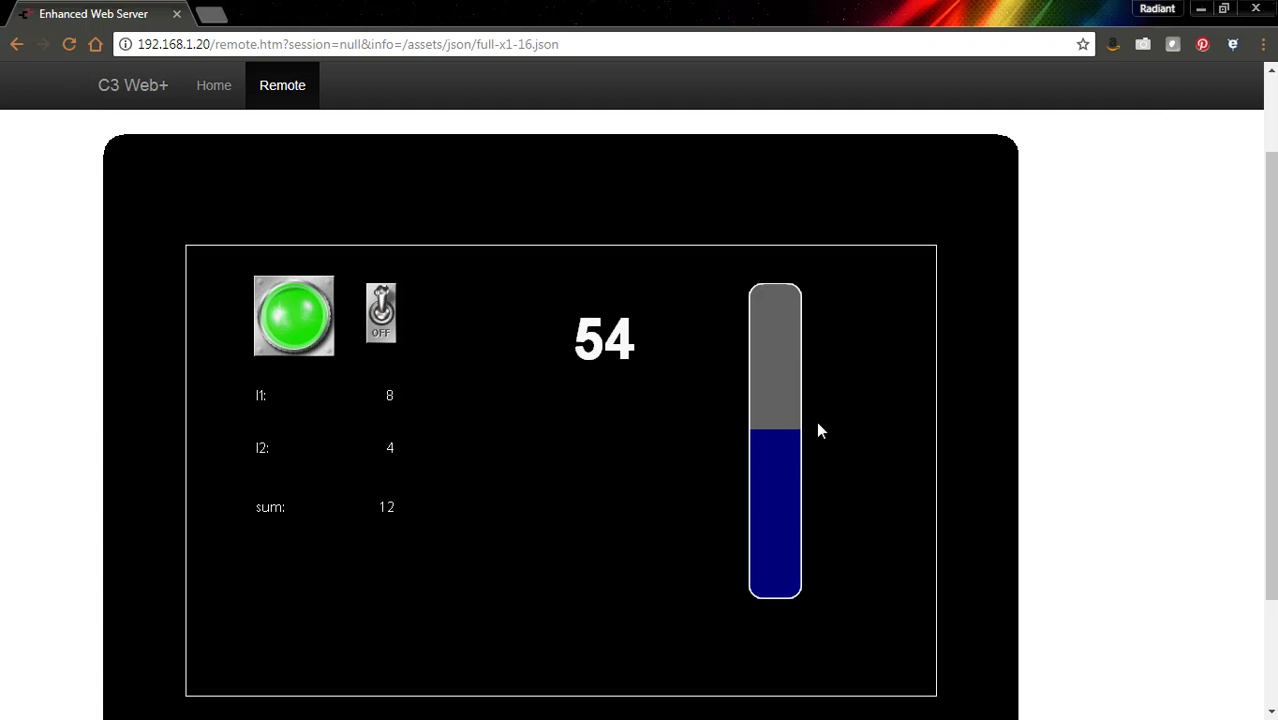 Enhanced Web Server
Radiant
192.168.1.20/remote.htm?session=null&info=/assets/json/full-x1-16.json
C3 Web+ Home Remote
OFF
54
I1: 8
I2: 4
sum: 12